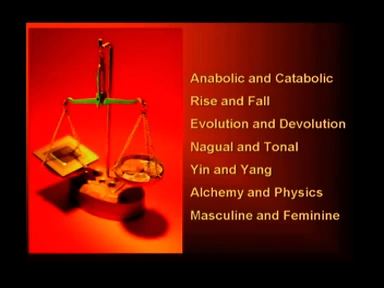 Anabolic and Catabolic
Rise and Fall
Evolution and Devolution
Nagual and Tonal
Yin and Yang
Alchemy and Physics
Masculine and Feminine